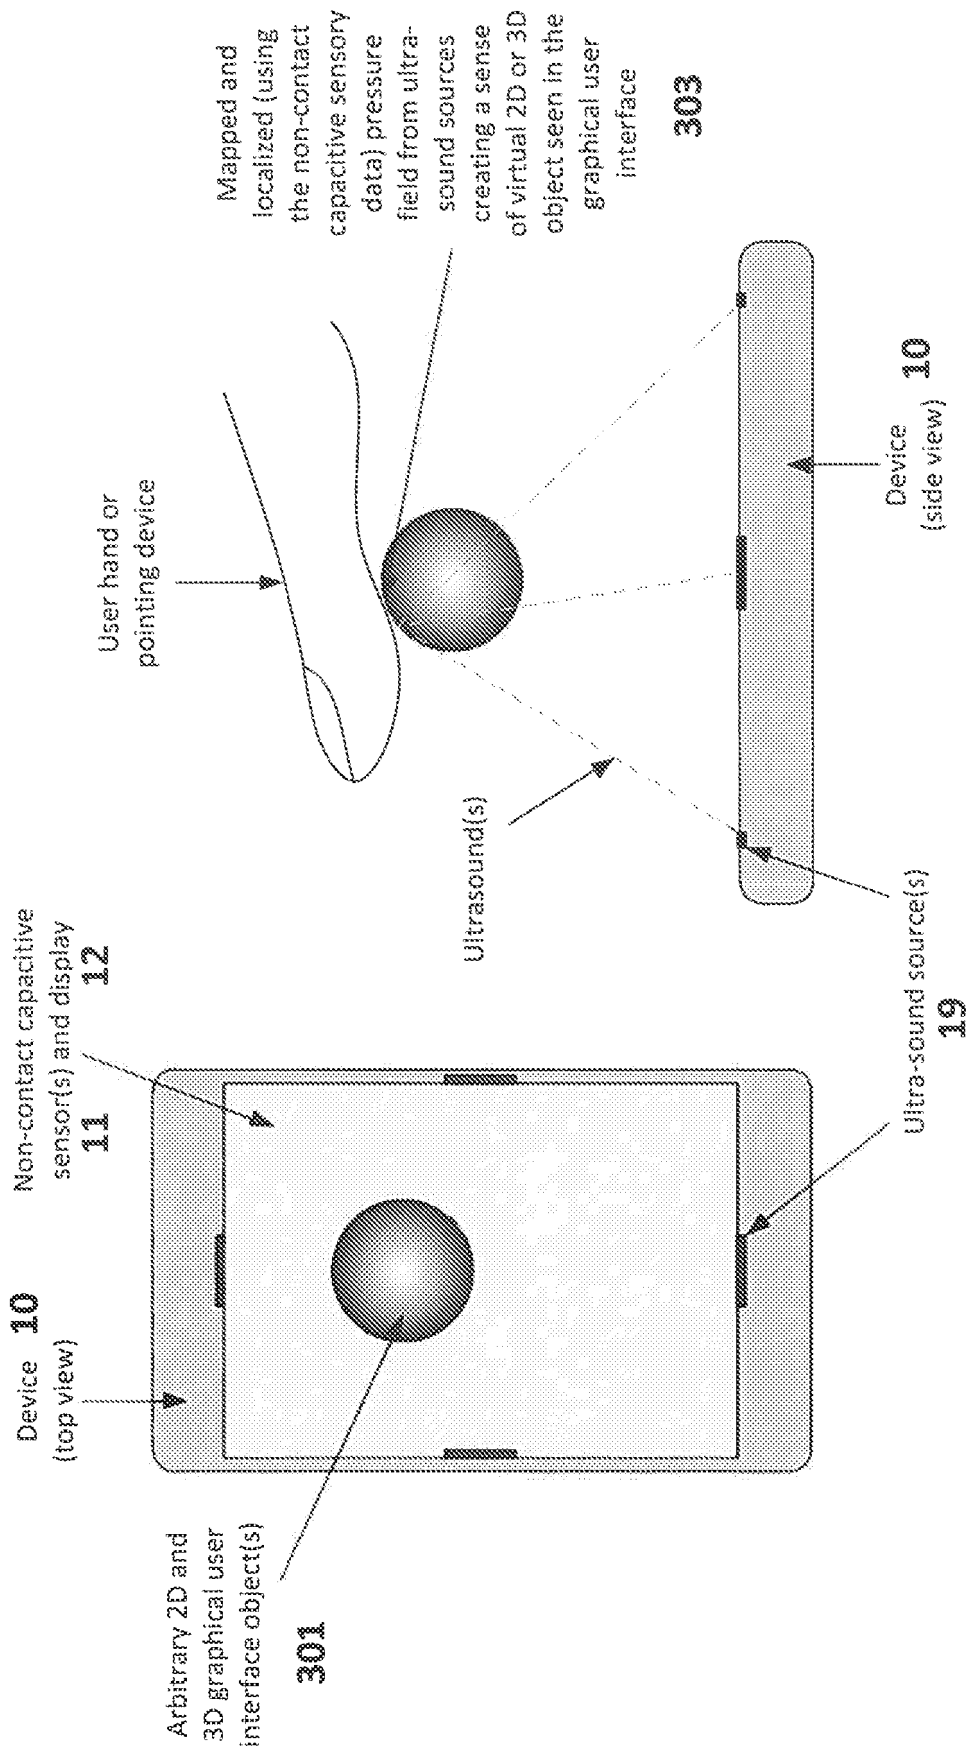 Device 10
(top view)
Non-contact capacitive
sensor(s) and display
11 12
Arbitrary 2D and
3D graphical user
interface object(s)
301
Ultra-sound source(s)
19
Ultrasound(s)
User hand or
pointing device
Device 10
(side view)
Mapped and
localized (using
the non-contact
capacitive sensory
data) pressure
field from ultra-
sound sources
creating a sense
of virtual 2D or 3D
object seen in the
graphical user
interface
303